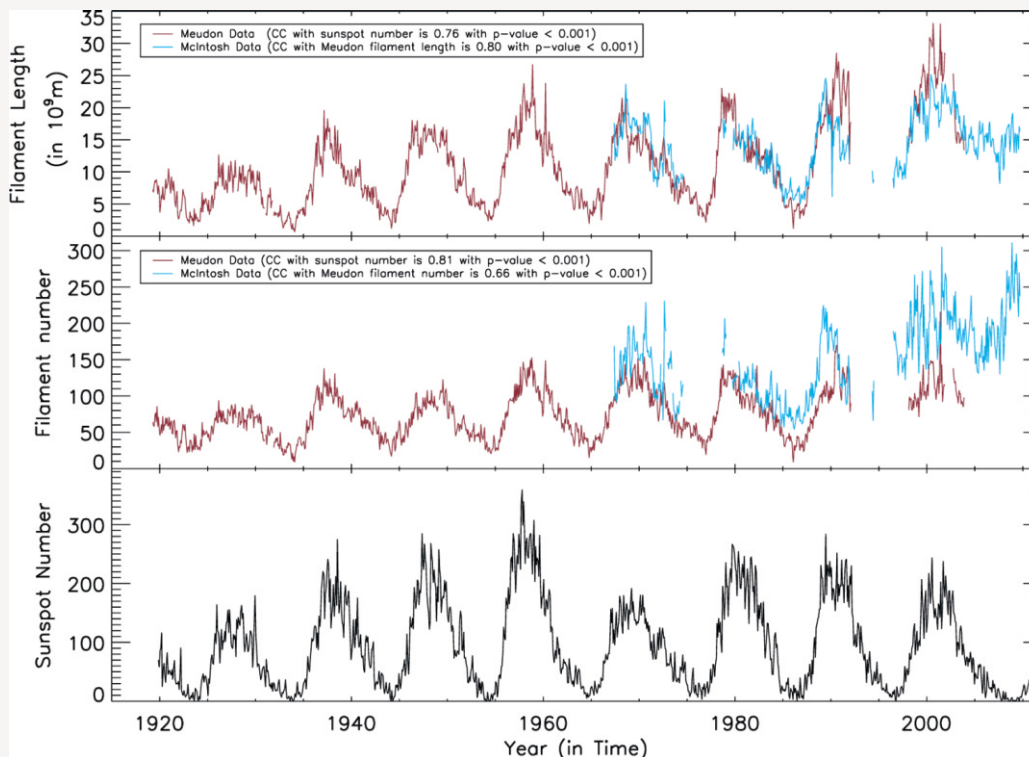 Filament Length
(in 10⁹m)
35
30
25
20
15
10
5
0
Meudon Data (CC with sunspot number is 0.76 with p-value < 0.001)
McIntosh Data (CC with Meudon filament length is 0.80 with p-value < 0.001)
Filament number
300
250
200
150
100
50
0
Meudon Data (CC with sunspot number is 0.81 with p-value < 0.001)
McIntosh Data (CC with Meudon filament number is 0.66 with p-value < 0.001)
Sunspot Number
300
200
100
0
1920 1940 1960 1980 2000
Year (in Time)